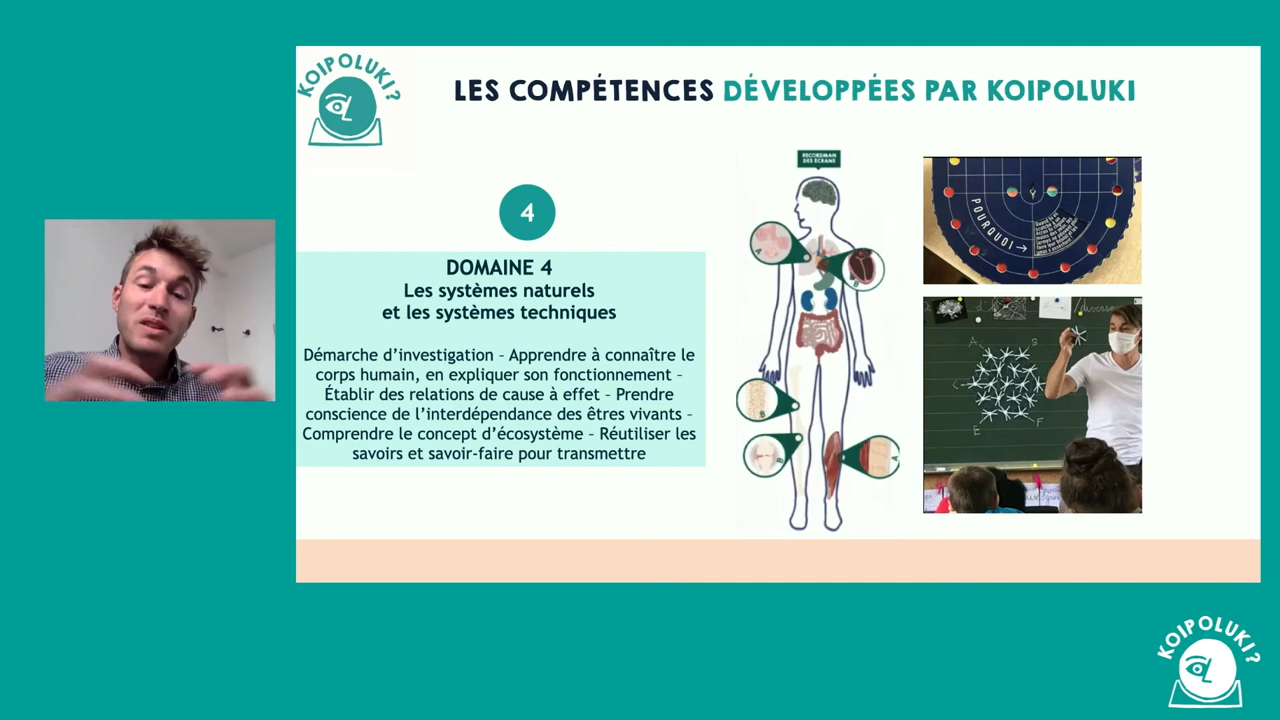 KOIPOLUKI?
LES COMPÉTENCES DÉVELOPPÉES PAR KOIPOLUKI
4
DOMAINE 4
Les systèmes naturels
et les systèmes techniques
Démarche d'investigation – Apprendre à connaître le
corps humain, en expliquer son fonctionnement –
Établir des relations de cause à effet – Prendre
conscience de l'interdépendance des êtres vivants –
Comprendre le concept d'écosystème – Réutiliser les
savoirs et savoir-faire pour transmettre
RECORDMAN
DES ÉCRANS
A
B
B
B
A
POURQUOI →
A
B
C
E
F
KOIPOLUKI?